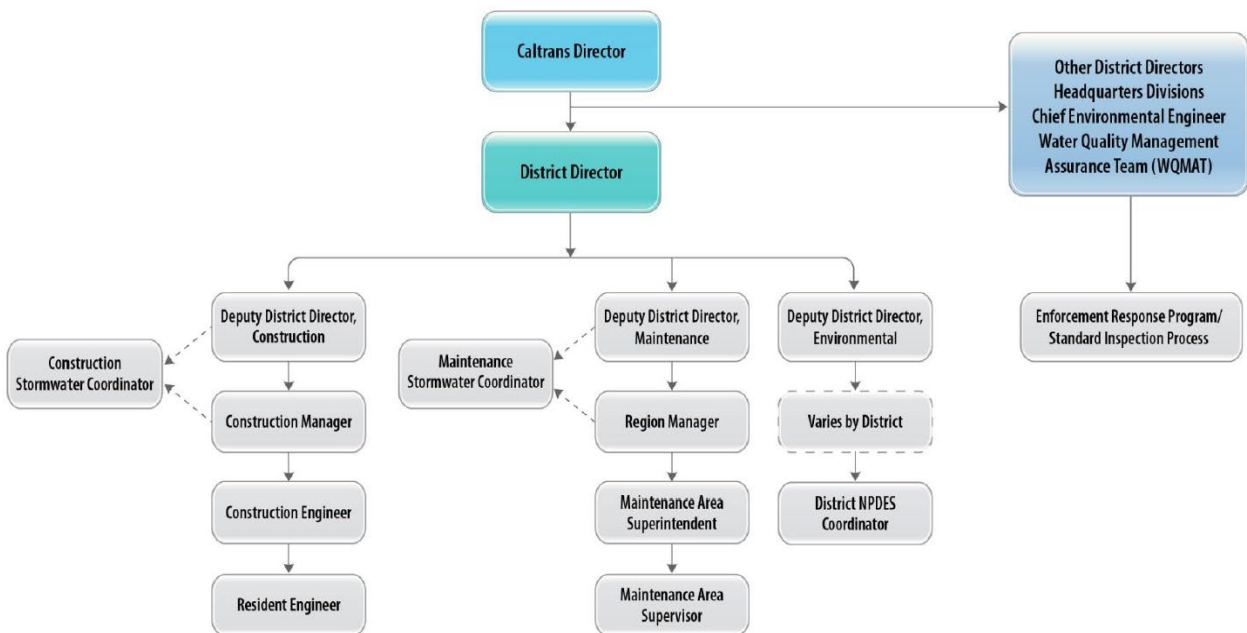 Caltrans Director
Other District Directors
Headquarters Divisions
Chief Environmental Engineer
Water Quality Management
Assurance Team (WQMAT)
District Director
Deputy District Director,
Construction
Deputy District Director,
Maintenance
Deputy District Director,
Environmental
Enforcement Response Program/
Standard Inspection Process
Construction
Stormwater Coordinator
Maintenance
Stormwater Coordinator
Construction Manager
Region Manager
Varies by District
Construction Engineer
Maintenance Area
Superintendent
District NPDES
Coordinator
Resident Engineer
Maintenance Area
Supervisor